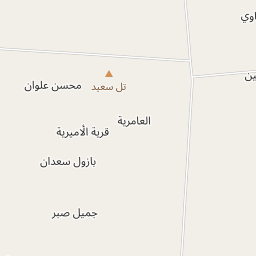 محسن علوان
تل سعيد
العامرية
قرية الأميرية
بازول سعدان
جميل صبر